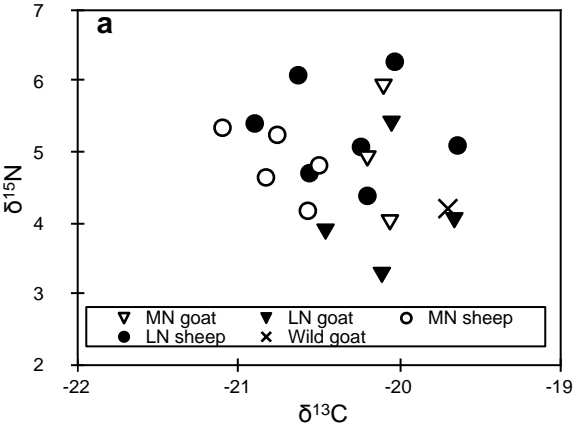 a
7
6
5
4
3
2
δ¹⁵N
MN goat LN goat MN sheep
LN sheep Wild goat
-22 -21 -20 -19
δ¹³C